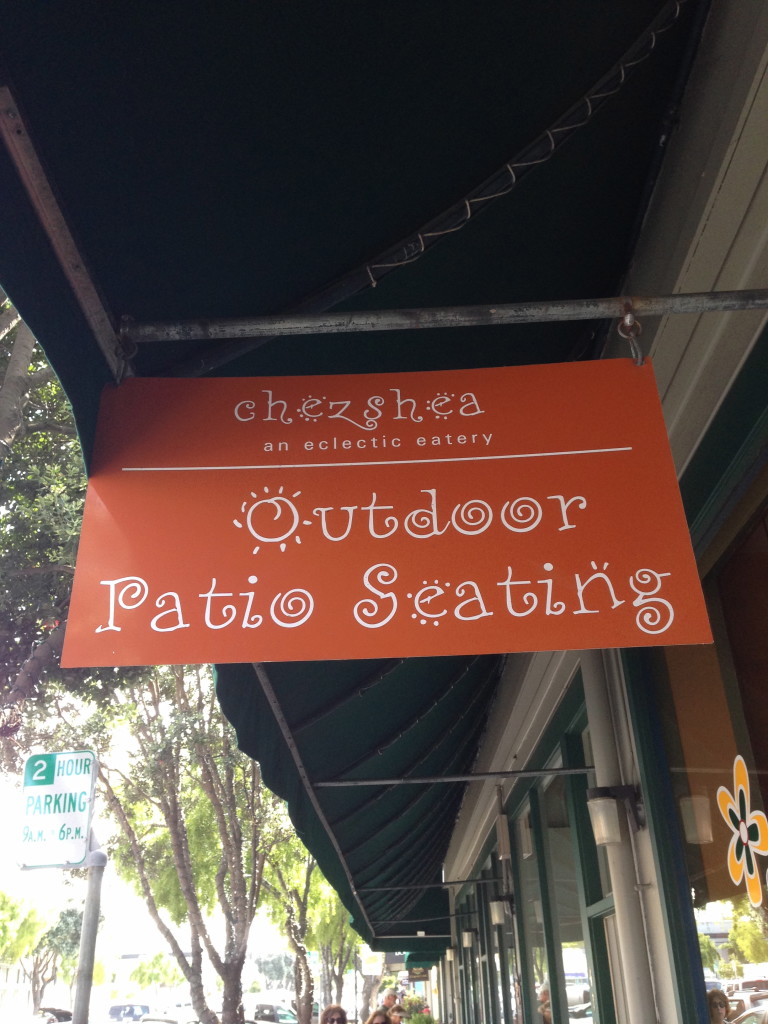 chezshea
an eclectic eatery
Outdoor
Patio Seating
2 HOUR
PARKING
9A.M. 6P.M.